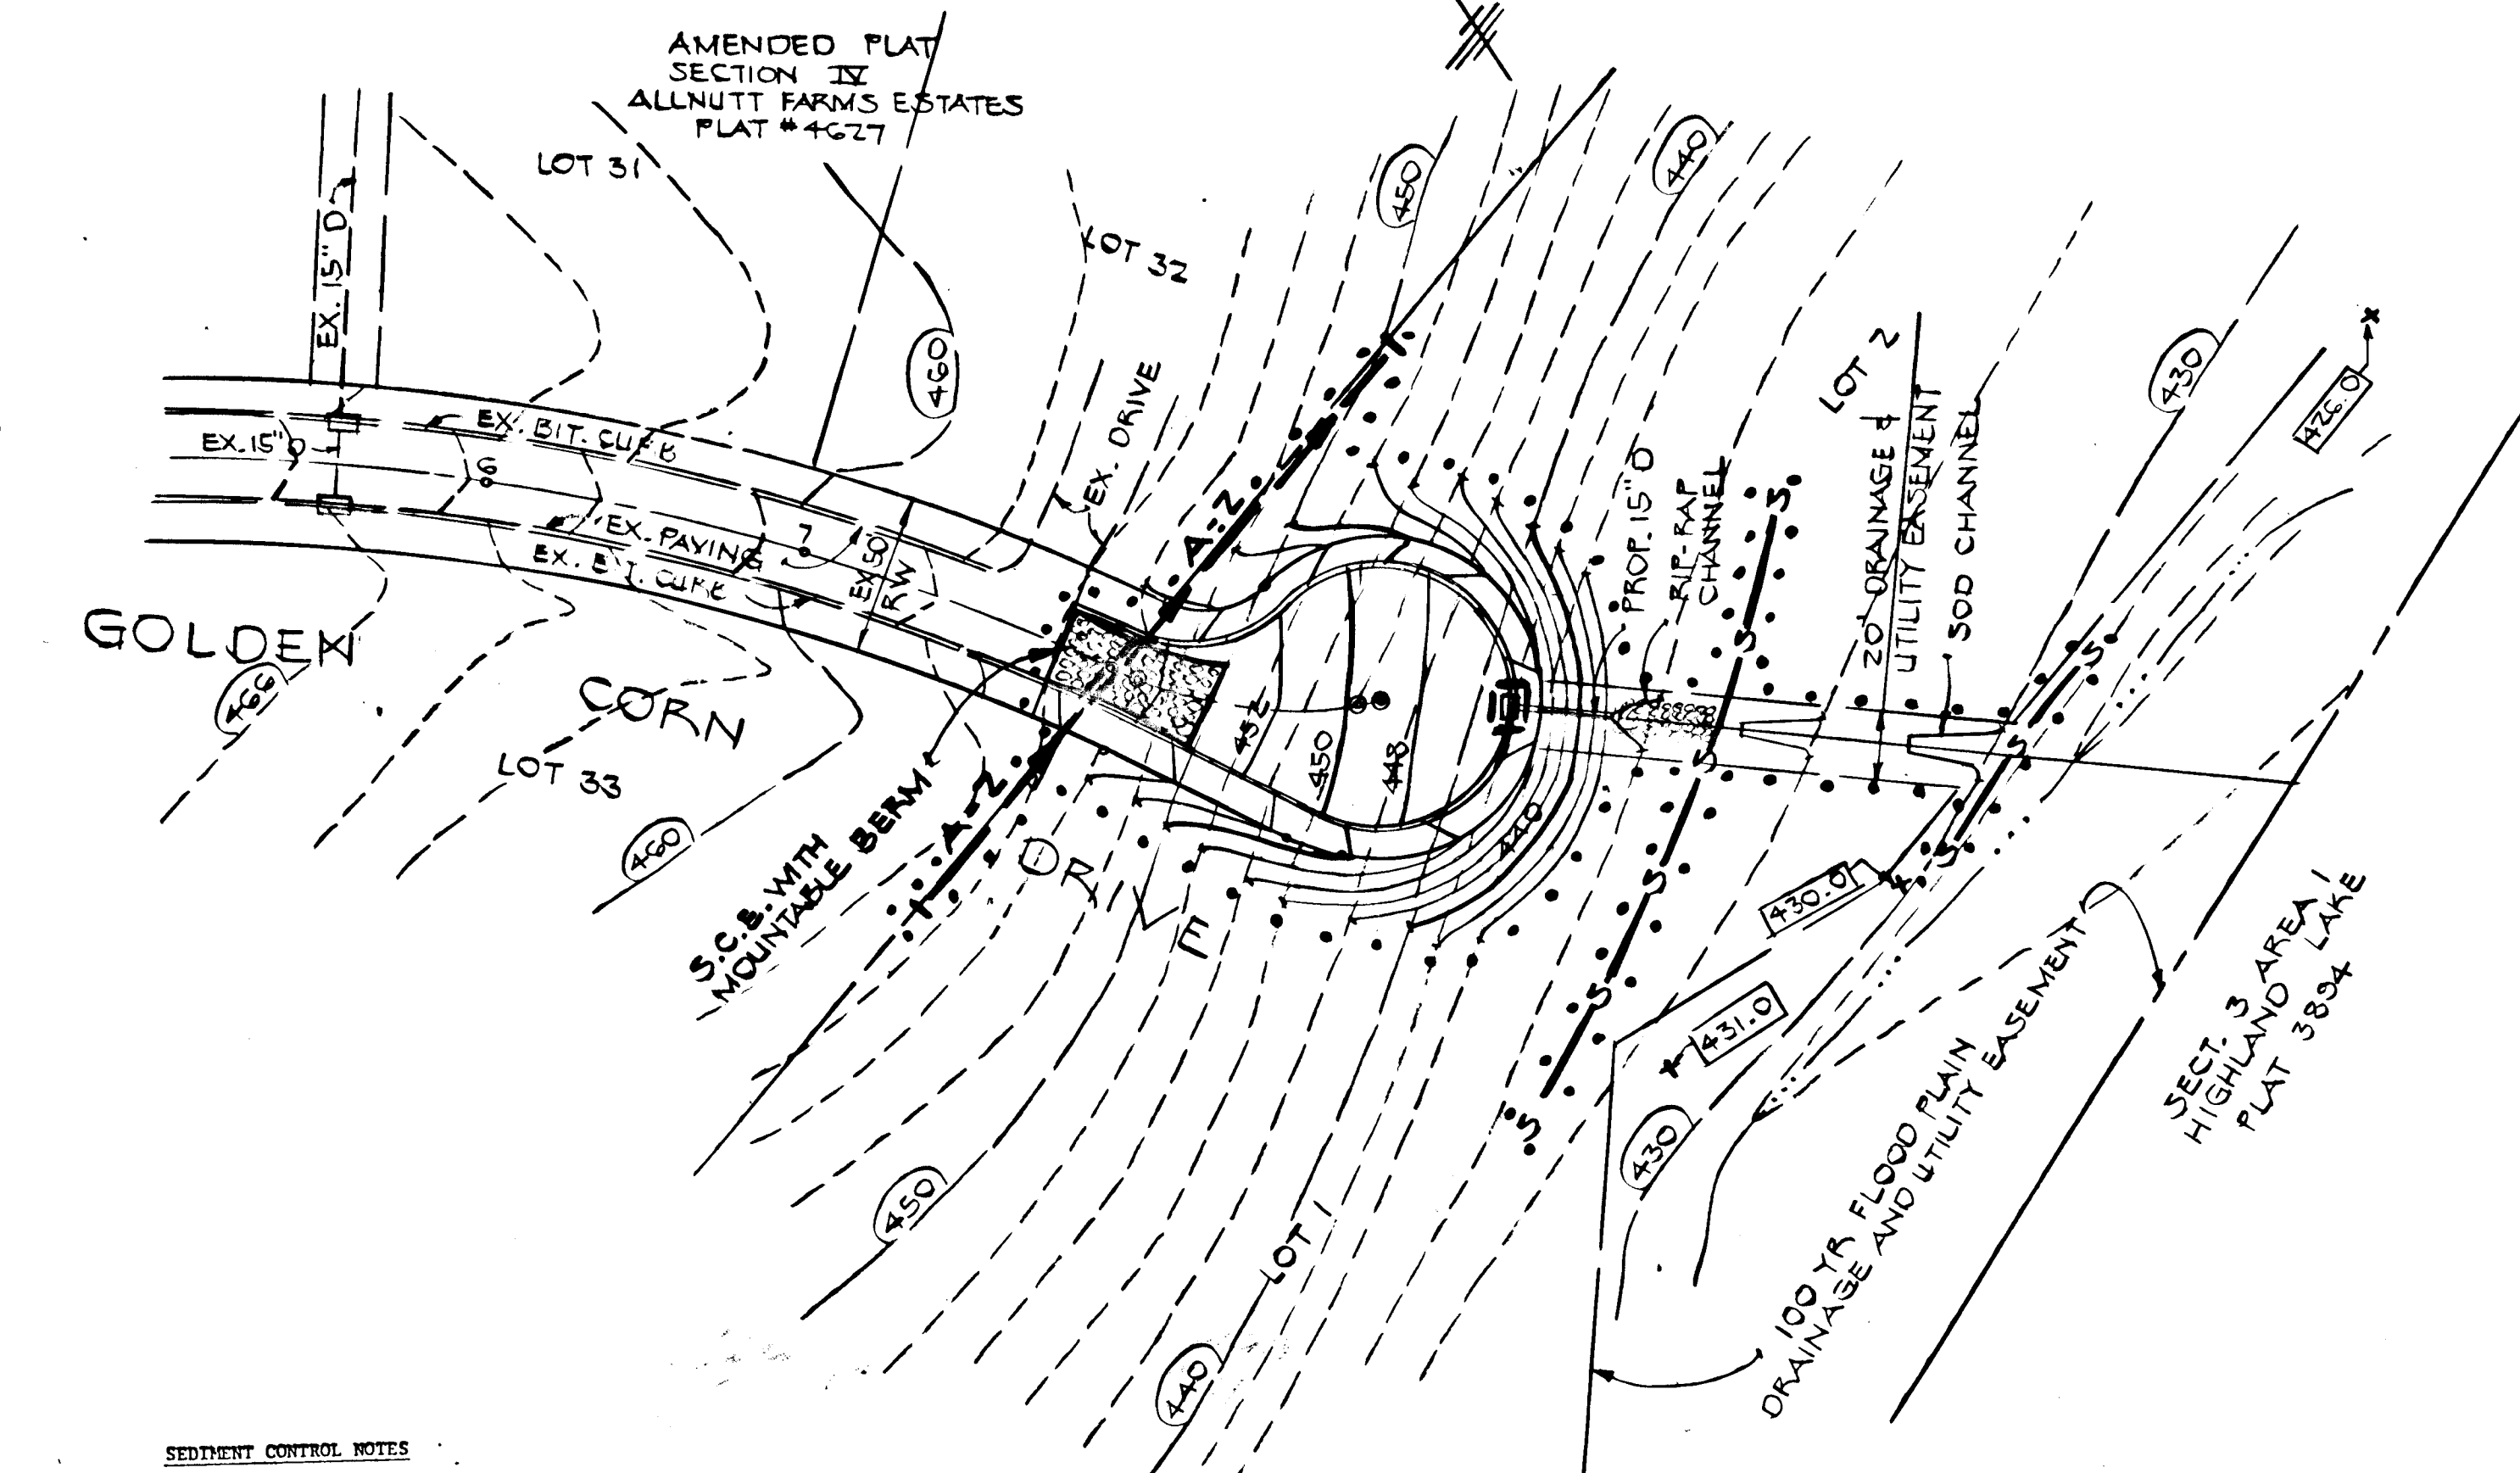 AMENDED PLAT
SECTION IV
ALLNUTT FARMS ESTATES
PLAT # 4627
LOT 31
LOT 32
EX. 15" D
460
450
440
EX. DRIVE
A-2
EX. BIT. CURB
EX. 15" D
6
EX. PAVING
7
EX. BIT. CURB
EX 50'
R/W
GOLDEN
CORN
DRIVE
466
LOT 33
460
S.C.E. WITH
MOUNTABLE BERM
A-2
452
450
448
440
PROP. 15" D
RIP-RAP
CHANNEL
S
S
S
S
S
S
LOT 2
20' DRAINAGE &
UTILITY EASEMENT
SOD CHANNEL
430
426.0
S
S
S
430.0
431.0
430
450
440
LOT 1
100 YR FLOOD PLAIN
DRAINAGE AND UTILITY EASEMENT
SECT. 3 AREA 1
HIGHLAND LAKE
PLAT 3894
SEDIMENT CONTROL NOTES